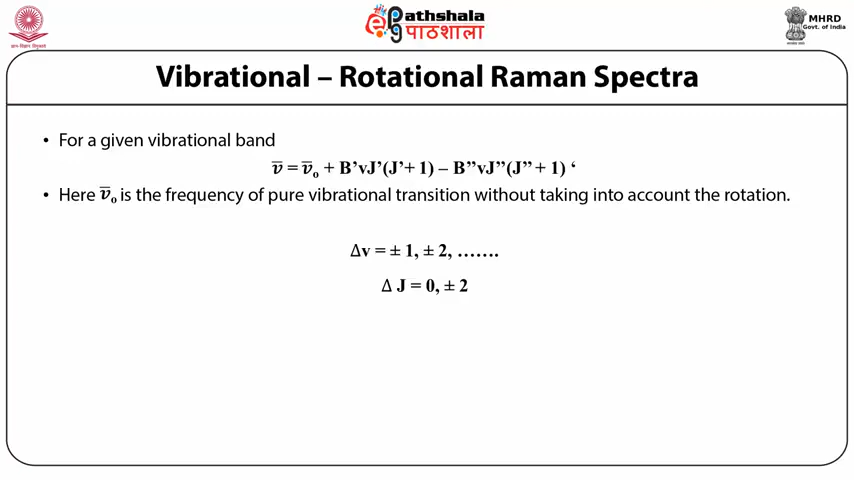 ePathshala
पाठशाला
MHRD
Govt. of India
Vibrational – Rotational Raman Spectra
• For a given vibrational band
v̅ = v̅ₒ + B’vJ’(J’+ 1) – B’’vJ’’(J’’ + 1) ‘
• Here v̅ₒ is the frequency of pure vibrational transition without taking into account the rotation.
Δv = ± 1, ± 2, …….
Δ J = 0, ± 2